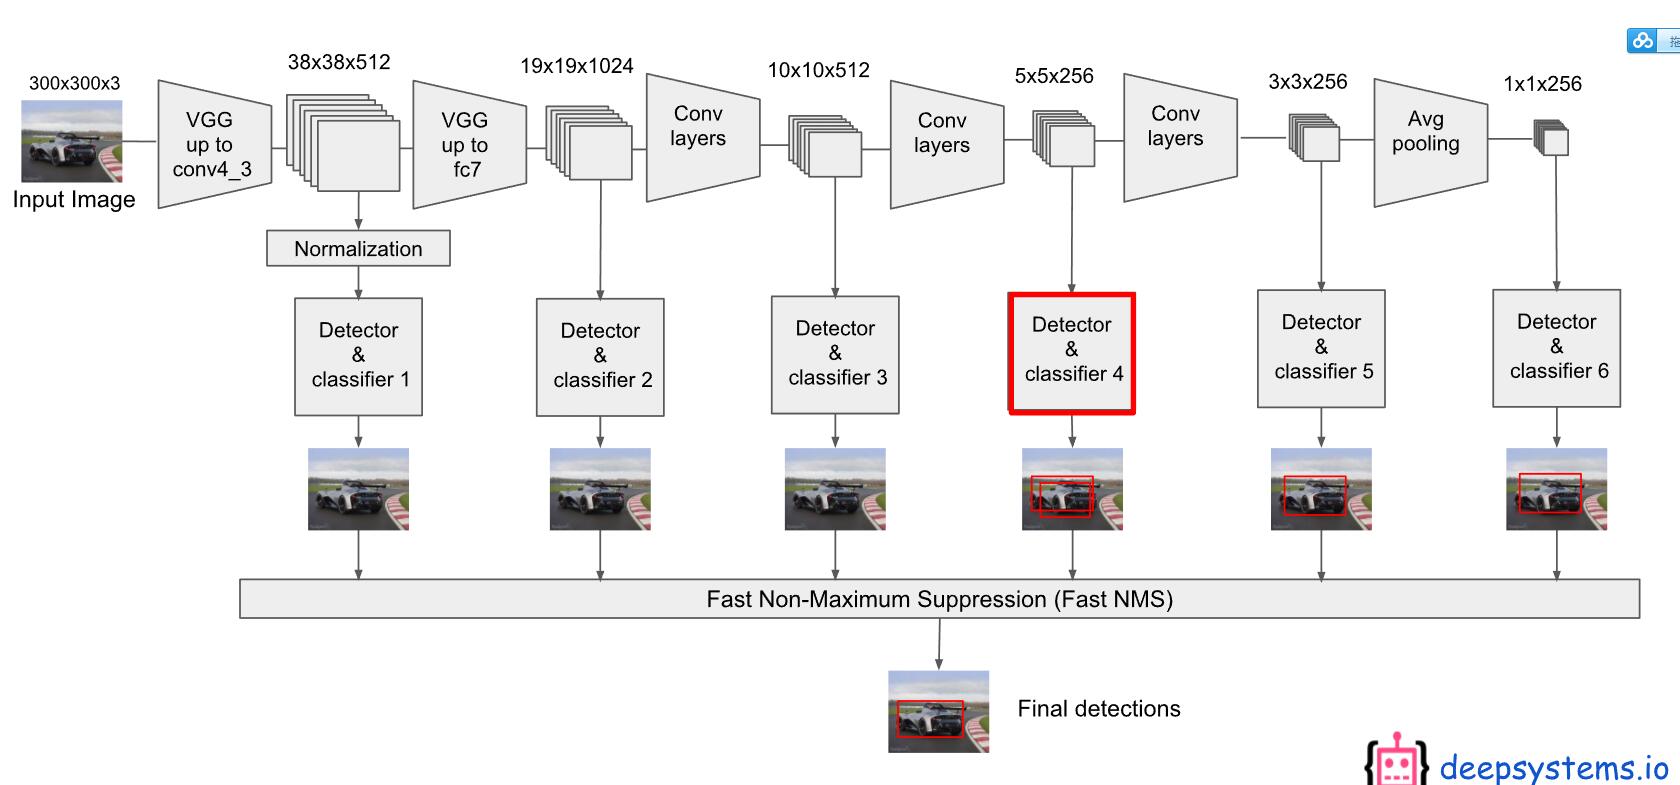 300x300x3
38x38x512
19x19x1024
10x10x512
5x5x256
3x3x256
1x1x256
Input Image
VGG
up to
conv4_3
VGG
up to
fc7
Conv
layers
Conv
layers
Conv
layers
Avg
pooling
Normalization
Detector
&
classifier 1
Detector
&
classifier 2
Detector
&
classifier 3
Detector
&
classifier 4
Detector
&
classifier 5
Detector
&
classifier 6
Fast Non-Maximum Suppression (Fast NMS)
Final detections
deepsystems.io